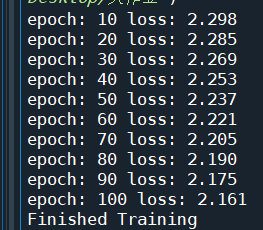 epoch: 10 loss: 2.298
epoch: 20 loss: 2.285
epoch: 30 loss: 2.269
epoch: 40 loss: 2.253
epoch: 50 loss: 2.237
epoch: 60 loss: 2.221
epoch: 70 loss: 2.205
epoch: 80 loss: 2.190
epoch: 90 loss: 2.175
epoch: 100 loss: 2.161
Finished Training